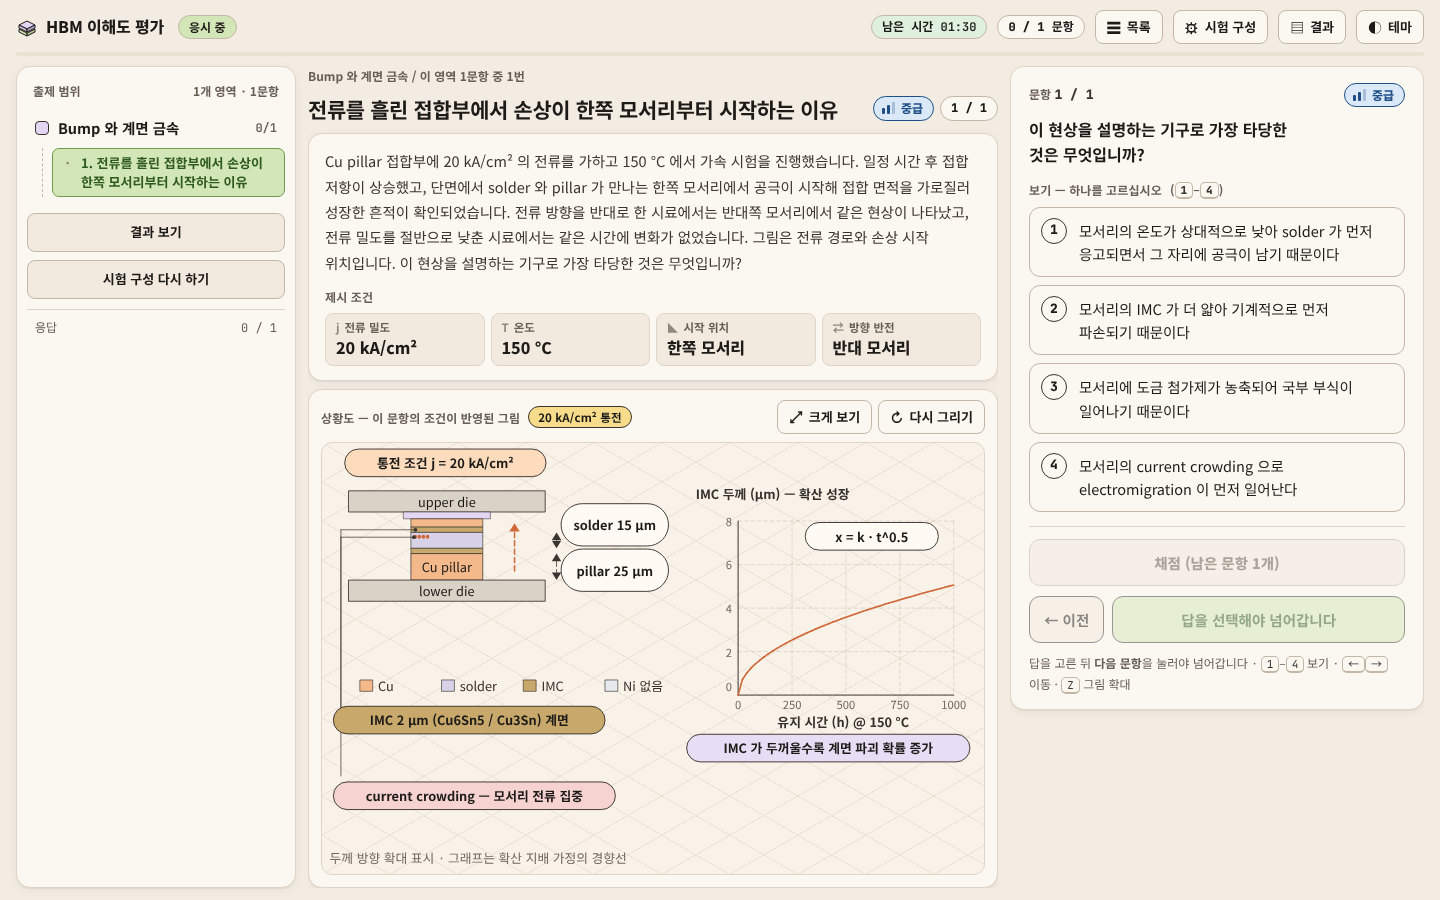 HBM 이해도 평가
응시 중
남은 시간 01:30
0 / 1 문항
목록
시험 구성
결과
테마
출제 범위
1개 영역 · 1문항
Bump 와 계면 금속
0/1
· 1. 전류를 흘린 접합부에서 손상이
한쪽 모서리부터 시작하는 이유
결과 보기
시험 구성 다시 하기
응답
0 / 1
Bump 와 계면 금속 / 이 영역 1문항 중 1번
전류를 흘린 접합부에서 손상이 한쪽 모서리부터 시작하는 이유
중급
1 / 1
Cu pillar 접합부에 20 kA/cm² 의 전류를 가하고 150 °C 에서 가속 시험을 진행했습니다. 일정 시간 후 접합
저항이 상승했고, 단면에서 solder 와 pillar 가 만나는 한쪽 모서리에서 공극이 시작해 접합 면적을 가로질러
성장한 흔적이 확인되었습니다. 전류 방향을 반대로 한 시료에서는 반대쪽 모서리에서 같은 현상이 나타났고,
전류 밀도를 절반으로 낮춘 시료에서는 같은 시간에 변화가 없었습니다. 그림은 전류 경로와 손상 시작
위치입니다. 이 현상을 설명하는 기구로 가장 타당한 것은 무엇입니까?
제시 조건
j 전류 밀도
20 kA/cm²
T 온도
150 °C
◣ 시작 위치
한쪽 모서리
⇄ 방향 반전
반대 모서리
상황도 — 이 문항의 조건이 반영된 그림
20 kA/cm² 통전
크게 보기
다시 그리기
통전 조건 j = 20 kA/cm²
upper die
Cu pillar
lower die
solder 15 μm
pillar 25 μm
Cu
solder
IMC
Ni 없음
IMC 2 μm (Cu6Sn5 / Cu3Sn) 계면
current crowding — 모서리 전류 집중
IMC 두께 (μm) — 확산 성장
x = k · t^0.5
8
6
4
2
0
0 250 500 750 1000
유지 시간 (h) @ 150 °C
IMC 가 두꺼울수록 계면 파괴 확률 증가
두께 방향 확대 표시 · 그래프는 확산 지배 가정의 경향선
문항 1 / 1
중급
이 현상을 설명하는 기구로 가장 타당한
것은 무엇입니까?
보기 — 하나를 고르십시오 (1–4)
1 모서리의 온도가 상대적으로 낮아 solder 가 먼저
응고되면서 그 자리에 공극이 남기 때문이다
2 모서리의 IMC 가 더 얇아 기계적으로 먼저
파손되기 때문이다
3 모서리에 도금 첨가제가 농축되어 국부 부식이
일어나기 때문이다
4 모서리의 current crowding 으로
electromigration 이 먼저 일어난다
채점 (남은 문항 1개)
← 이전
답을 선택해야 넘어갑니다
답을 고른 뒤 다음 문항을 눌러야 넘어갑니다 · 1–4 보기 · ← →
이동 · Z 그림 확대